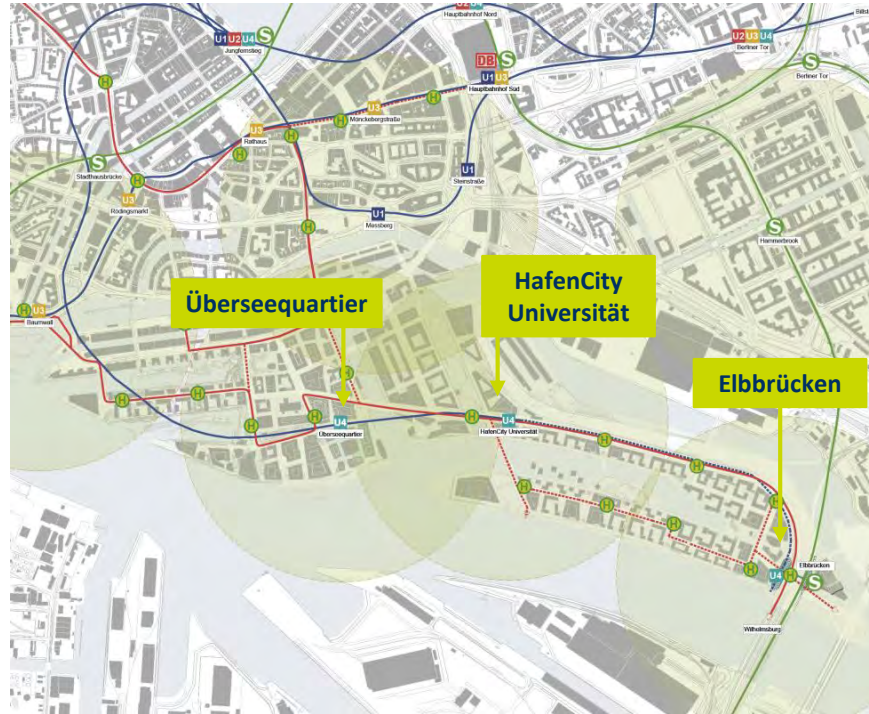 U2 U4
Hauptbahnhof Nord
U1 U2 U4 S
Jungfernstieg
S
DB
U1 U3
Hauptbahnhof Süd
U2 U3 U4
Berliner Tor
S
Berliner Tor
H
H
U3
Mönckebergstraße
H
U3
Rathaus
H
H
S
Stadthausbrücke
H
U3
Rödingsmarkt
U1
Steinstraße
U1
Messberg
H
S
Hammerbrook
Überseequartier
HafenCity
Universität
Elbbrücken
H U3
Baumwall
H
H
H
H
H
U4
Überseequartier
H
U4
HafenCity Universität
H
H
H
H
H
H
H
H
U4
H
S
Elbbrücken
Wilhelmsburg